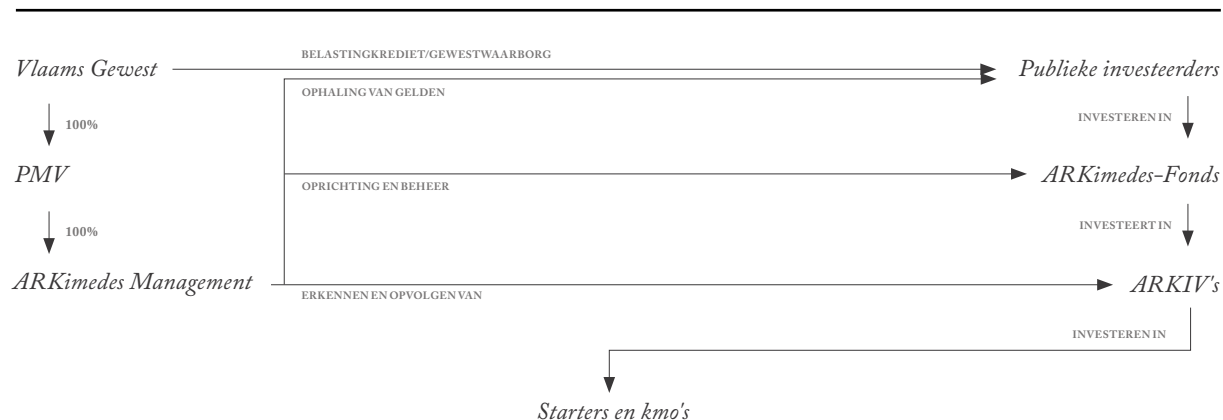 BELASTINGKREDIET/GEWESTWAARBORG
Vlaams Gewest
Publieke investeerders
OPHALING VAN GELDEN
100%
INVESTEREN IN
PMV
ARKimedes-Fonds
OPRICHTING EN BEHEER
100%
INVESTEERT IN
ARKimedes Management
ARKIV's
ERKENNEN EN OPVOLGEN VAN
INVESTEREN IN
Starters en kmo's